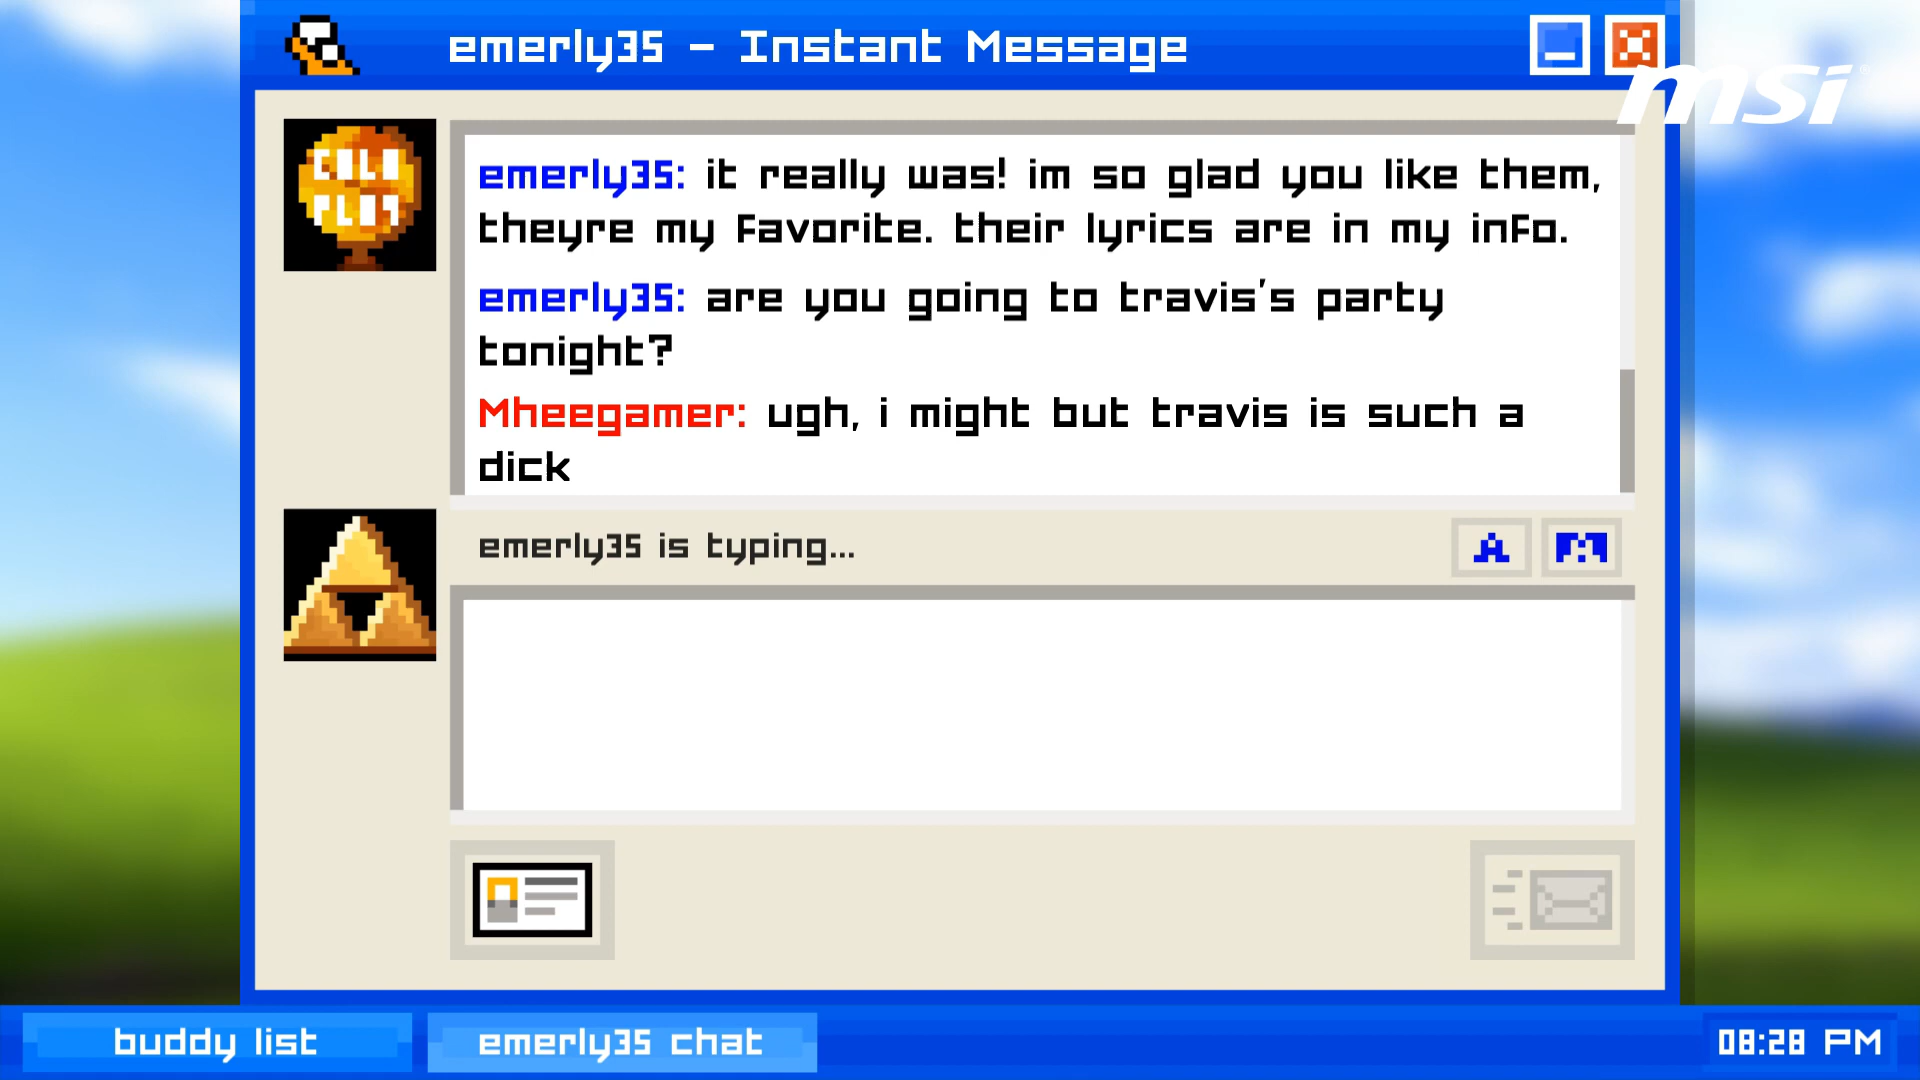 emerly35 - Instant Message
msi
COLD
PLAY
emerly35: it really was! im so glad you like them,
theyre my favorite. their lyrics are in my info.
emerly35: are you going to travis's party
tonight?
Mheegamer: ugh, i might but travis is such a
dick
emerly35 is typing...
A
buddy list
emerly35 chat
08:28 PM